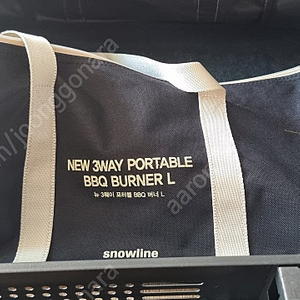 NEW 3WAY PORTABLE
BBQ BURNER L
뉴 3웨이 포터블 BBQ 버너 L
snowline